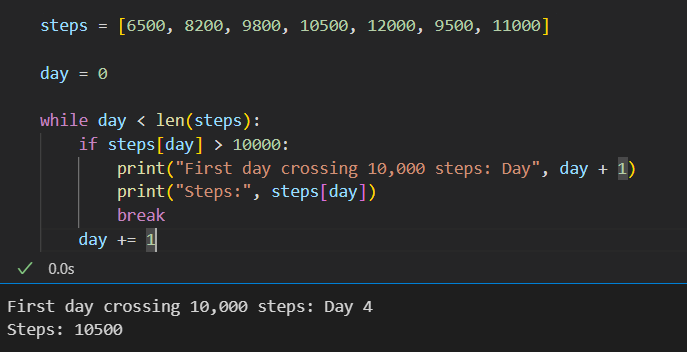 steps = [6500, 8200, 9800, 10500, 12000, 9500, 11000]
day = 0
while day < len(steps):
    if steps[day] > 10000:
        print("First day crossing 10,000 steps: Day", day + 1)
        print("Steps:", steps[day])
        break
    day += 1
0.0s
First day crossing 10,000 steps: Day 4
Steps: 10500